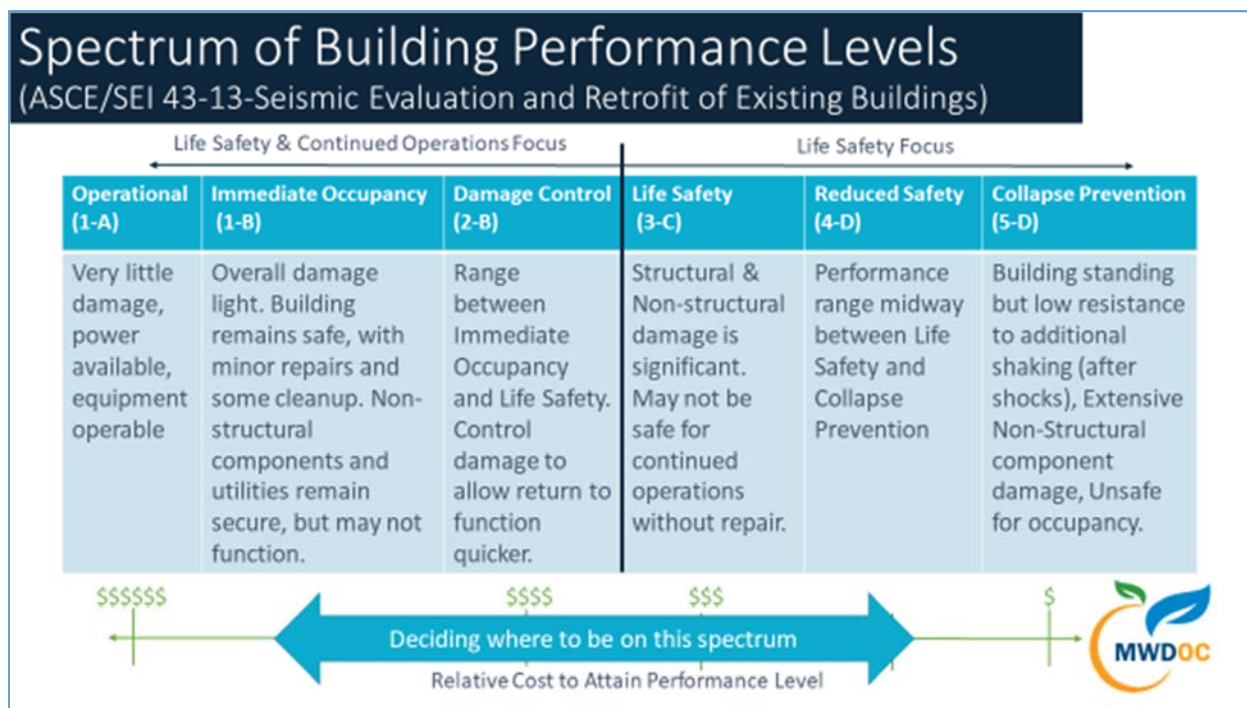 Spectrum of Building Performance Levels
(ASCE/SEI 43-13-Seismic Evaluation and Retrofit of Existing Buildings)
Life Safety & Continued Operations Focus
Life Safety Focus
Operational
(1-A)
Immediate Occupancy
(1-B)
Damage Control
(2-B)
Life Safety
(3-C)
Reduced Safety
(4-D)
Collapse Prevention
(5-D)
Very little
damage,
power
available,
equipment
operable
Overall damage
light. Building
remains safe, with
minor repairs and
some cleanup. Non-
structural
components and
utilities remain
secure, but may not
function.
Range
between
Immediate
Occupancy
and Life Safety.
Control
damage to
allow return to
function
quicker.
Structural &
Non-structural
damage is
significant.
May not be
safe for
continued
operations
without repair.
Performance
range midway
between Life
Safety and
Collapse
Prevention
Building standing
but low resistance
to additional
shaking (after
shocks), Extensive
Non-Structural
component
damage, Unsafe
for occupancy.
$$$$$$
$$$$
$$$
$
Deciding where to be on this spectrum
Relative Cost to Attain Performance Level
MWDOC